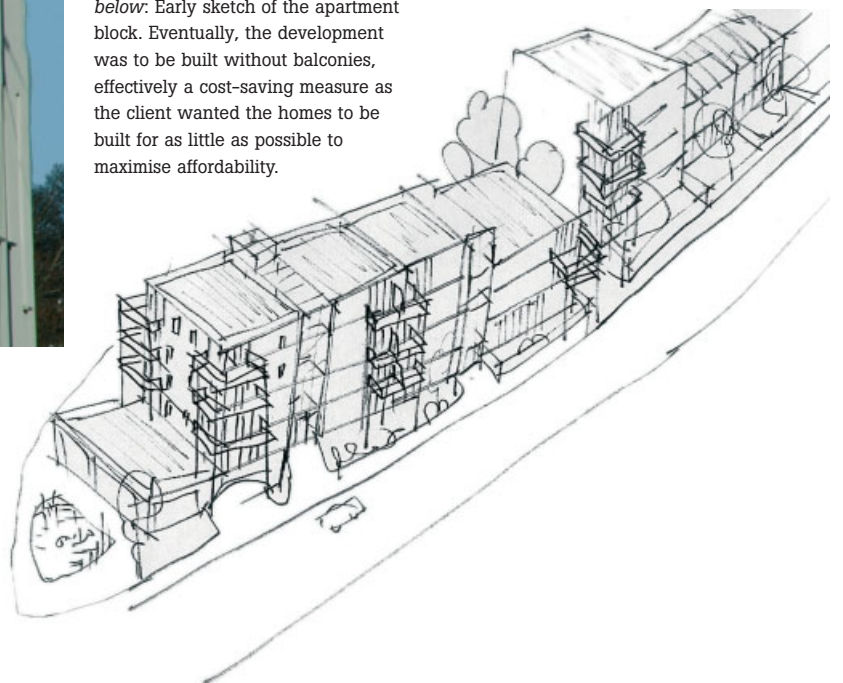 below: Early sketch of the apartment
block. Eventually, the development
was to be built without balconies,
effectively a cost-saving measure as
the client wanted the homes to be
built for as little as possible to
maximise affordability.